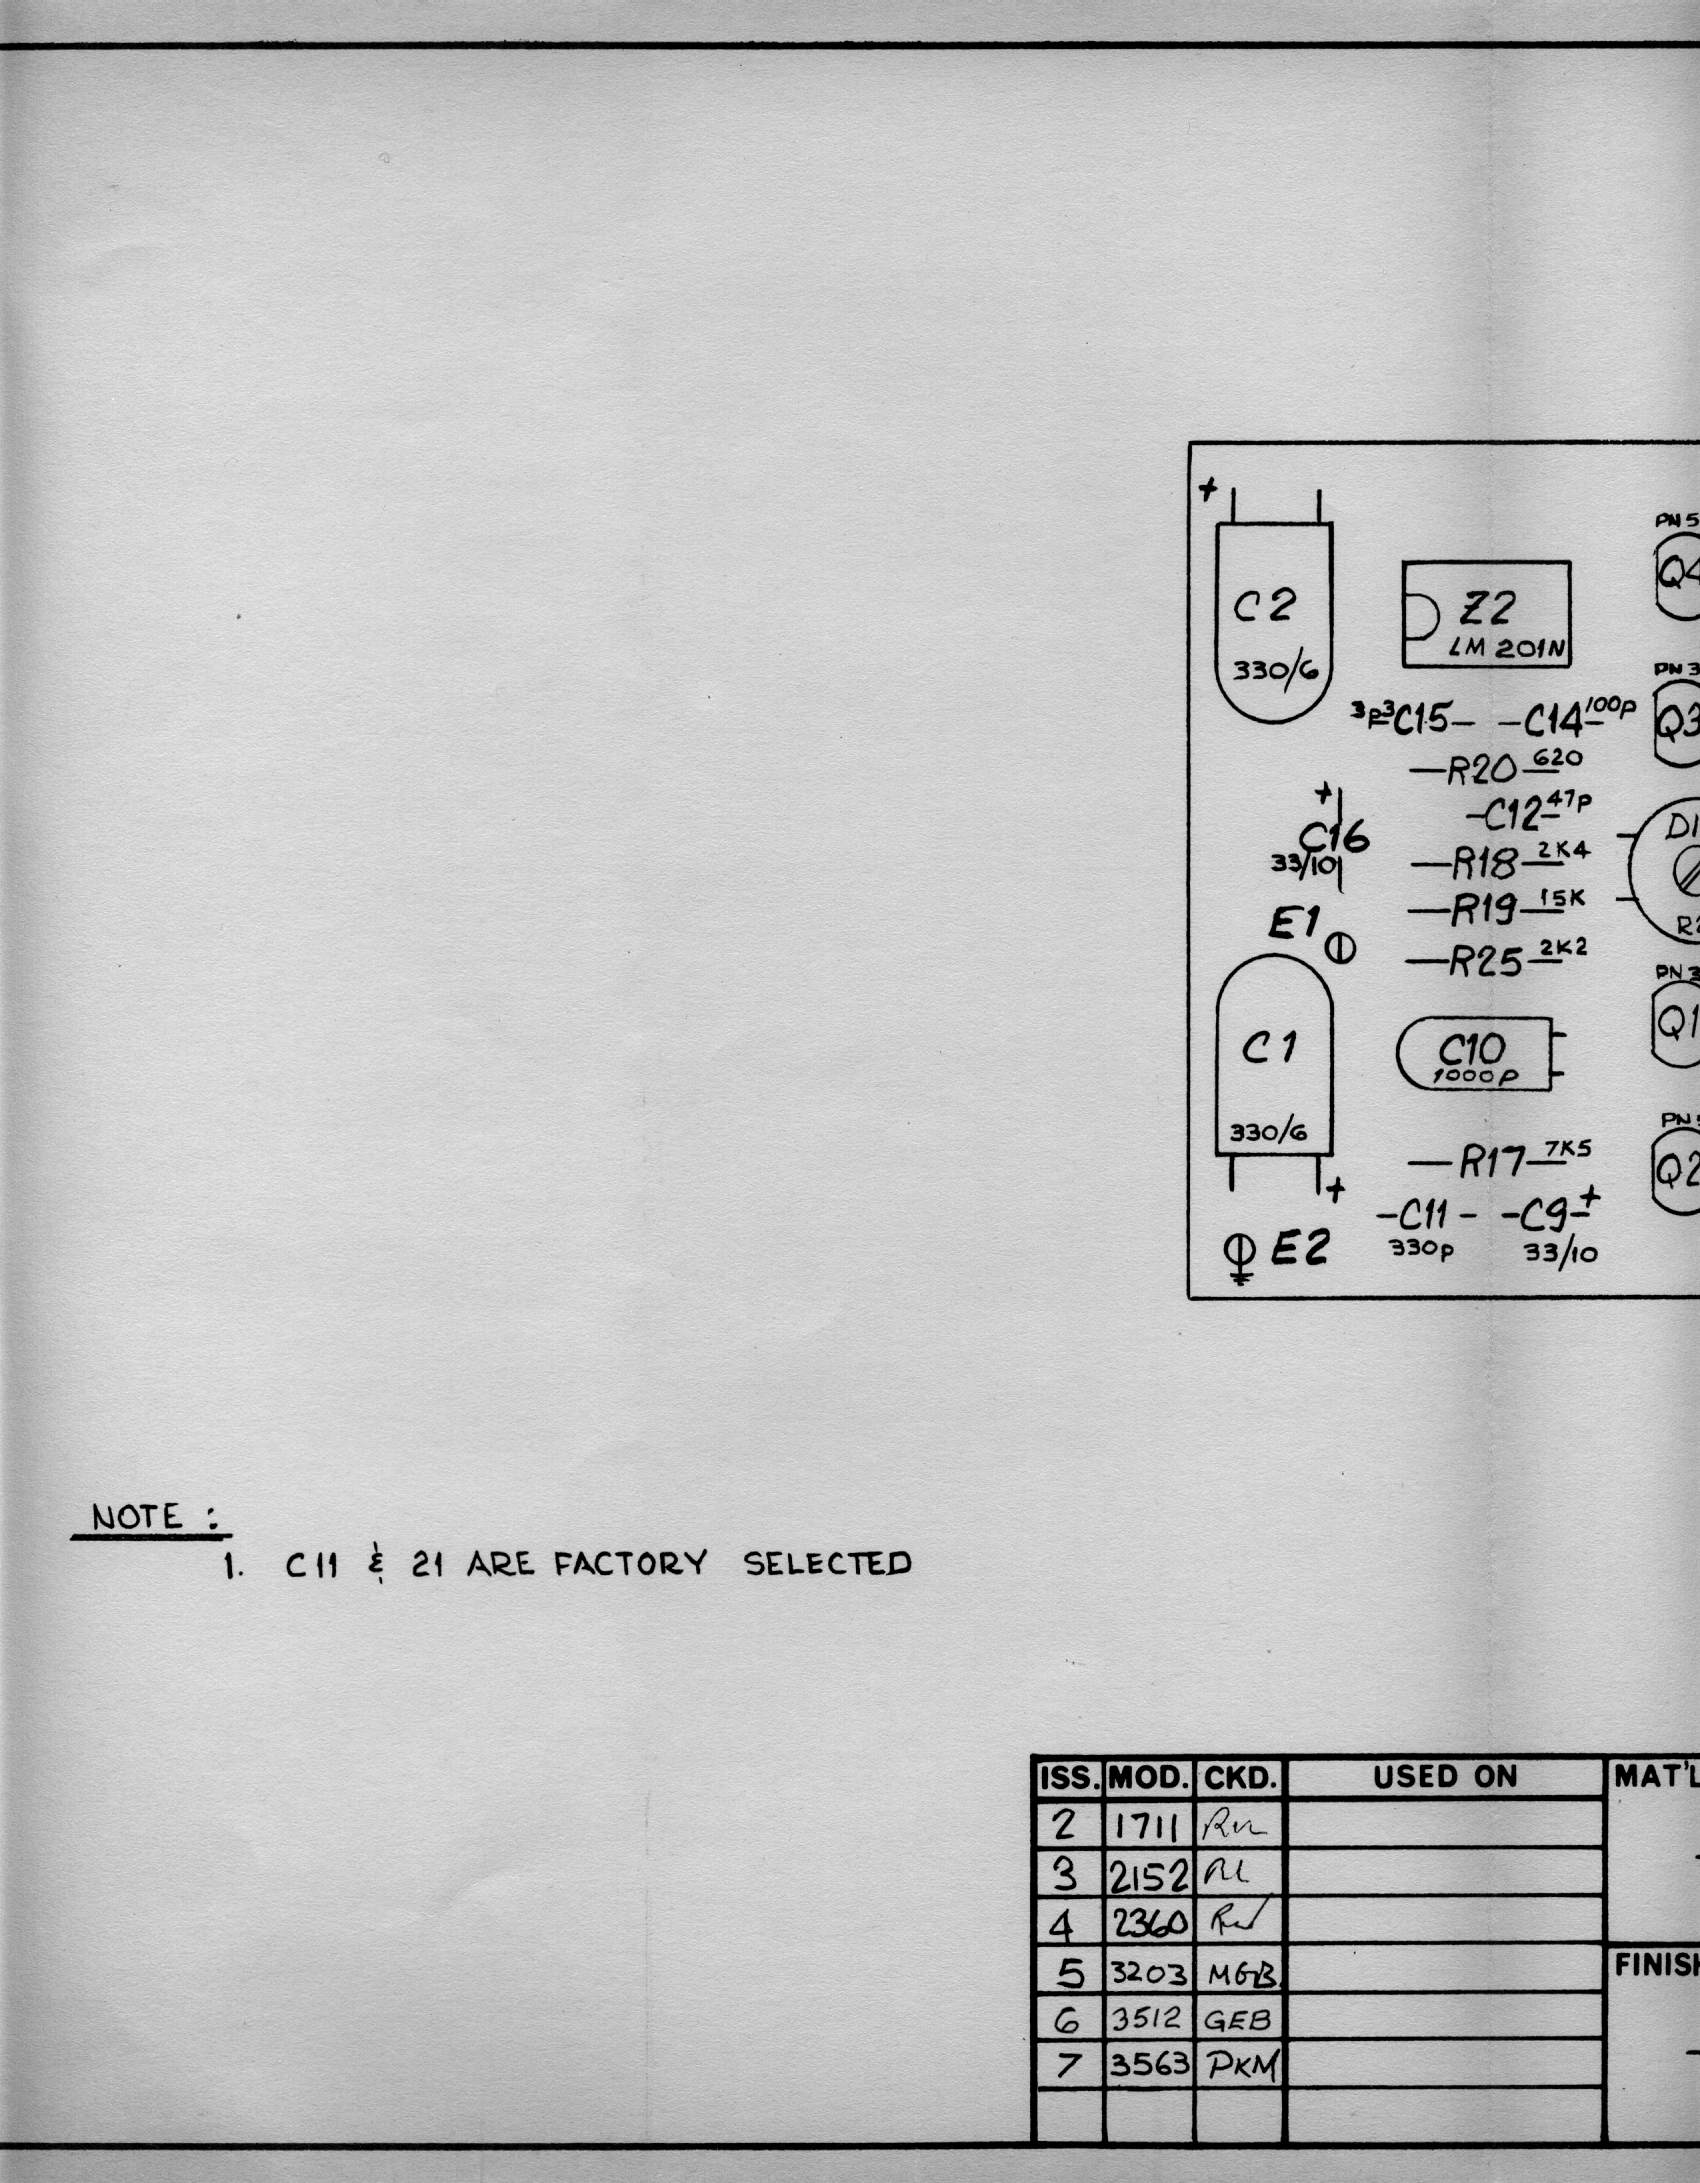 +
PN 5
C2
Q4
Z2
LM 201N
330/6
PN 3
3p3 C15 C14 100p
Q3
R20 620
+
C12 47p
D1
C16
33/10
R18 2K4
R19 15K
E1
R2
R25 2K2
PN 3
C1
Q1
C10
1000p
PN
330/6
R17 7K5
Q2
+
C11 C9 +
330p 33/10
E2
NOTE :
1. C11 & 21 ARE FACTORY SELECTED
ISS. MOD. CKD. USED ON MAT'L
2 1711
3 2152
4 2360
5 3203 MGB
FINISH
6 3512 GEB
7 3563 PKM